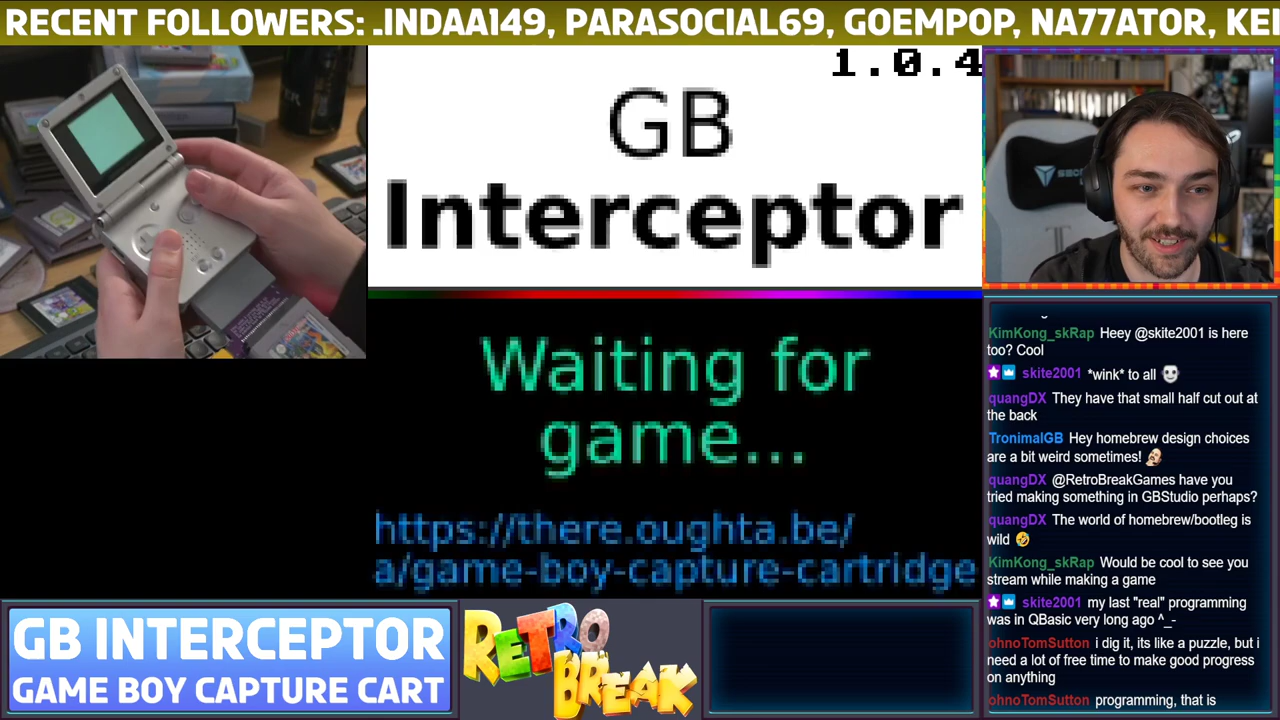 RECENT FOLLOWERS: .INDAA149, PARASOCIAL69, GOEMPOP, NA77ATOR, KEI
1.0.4
GB
Interceptor
Waiting for
game...
https://there.oughta.be/
a/game-boy-capture-cartridge
KimKong_skRap Heey @skite2001 is here
too? Cool
skite2001 *wink* to all
quangDX They have that small half cut out at
the back
TronimalGB Hey homebrew design choices
are a bit weird sometimes!
quangDX @RetroBreakGames have you
tried making something in GBStudio perhaps?
quangDX The world of homebrew/bootleg is
wild
KimKong_skRap Would be cool to see you
stream while making a game
skite2001 my last "real" programming
was in QBasic very long ago ^_-
ohnoTomSutton i dig it, its like a puzzle, but i
need a lot of free time to make good progress
on anything
ohnoTomSutton programming, that is
GB INTERCEPTOR
GAME BOY CAPTURE CART
RETRO
BREAK